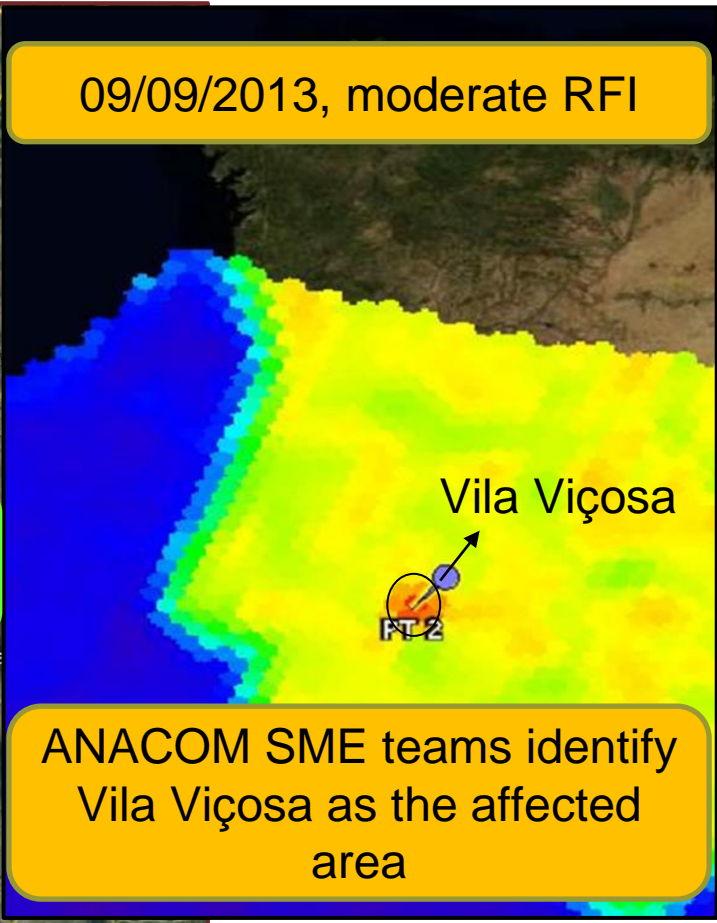 09/09/2013, moderate RFI
Vila Viçosa
PT 2
ANACOM SME teams identify
Vila Viçosa as the affected
area